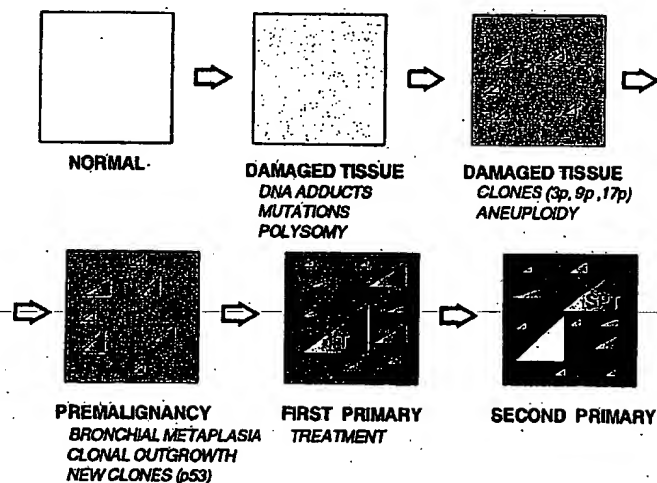 NORMAL
DAMAGED TISSUE
DNA ADDUCTS
MUTATIONS
POLYSOMY
DAMAGED TISSUE
CLONES (3p, 9p ,17p)
ANEUPLOIDY
PREMALIGNANCY
BRONCHIAL METAPLASIA
CLONAL OUTGROWTH
NEW CLONES (p53)
FIRST PRIMARY
TREATMENT
SPT
SECOND PRIMARY